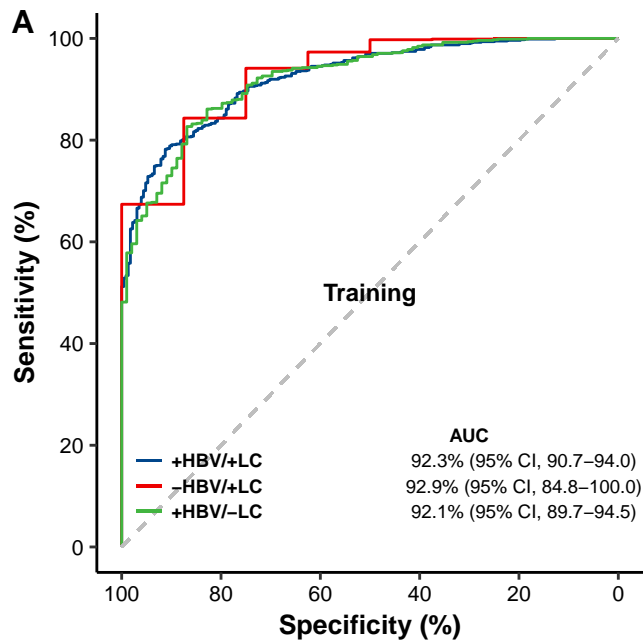 A
100
80
60
40
20
0
Sensitivity (%)
Training
AUC
+HBV/+LC 92.3% (95% CI, 90.7–94.0)
–HBV/+LC 92.9% (95% CI, 84.8–100.0)
+HBV/–LC 92.1% (95% CI, 89.7–94.5)
100 80 60 40 20 0
Specificity (%)